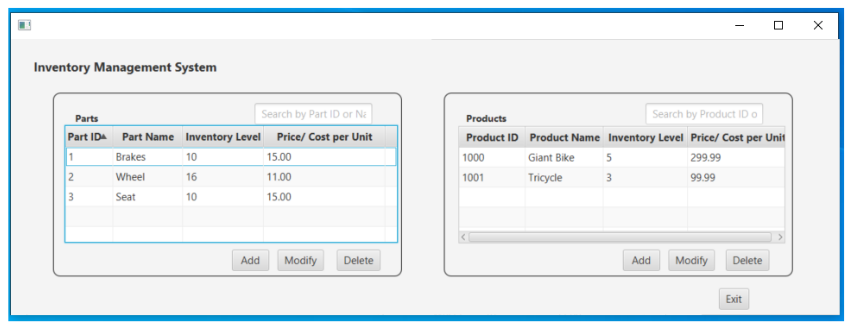 Inventory Management System
Parts
Search by Part ID or Na
Part ID Part Name Inventory Level Price/ Cost per Unit
1 Brakes 10 15.00
2 Wheel 16 11.00
3 Seat 10 15.00
Add Modify Delete
Products
Search by Product ID o
Product ID Product Name Inventory Level Price/ Cost per Unit
1000 Giant Bike 5 299.99
1001 Tricycle 3 99.99
Add Modify Delete
Exit